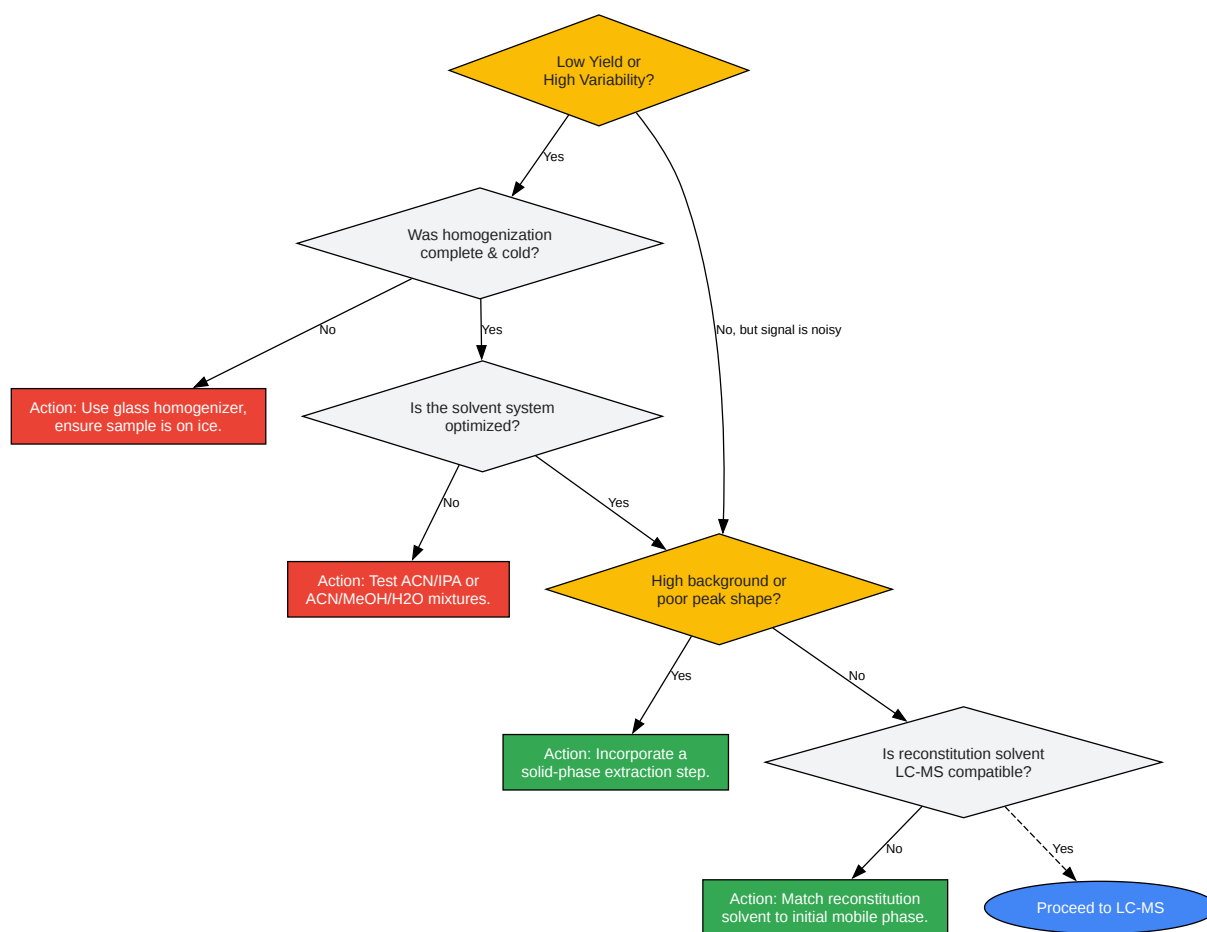 Low Yield or
High Variability?
Yes
Was homogenization
complete & cold?
No, but signal is noisy
No
Yes
Action: Use glass homogenizer,
ensure sample is on ice.
Is the solvent system
optimized?
No
Yes
Action: Test ACN/IPA or
ACN/MeOH/H2O mixtures.
High background or
poor peak shape?
Yes
No
Action: Incorporate a
solid-phase extraction step.
Is reconstitution solvent
LC-MS compatible?
No
Yes
Action: Match reconstitution
solvent to initial mobile phase.
Proceed to LC-MS